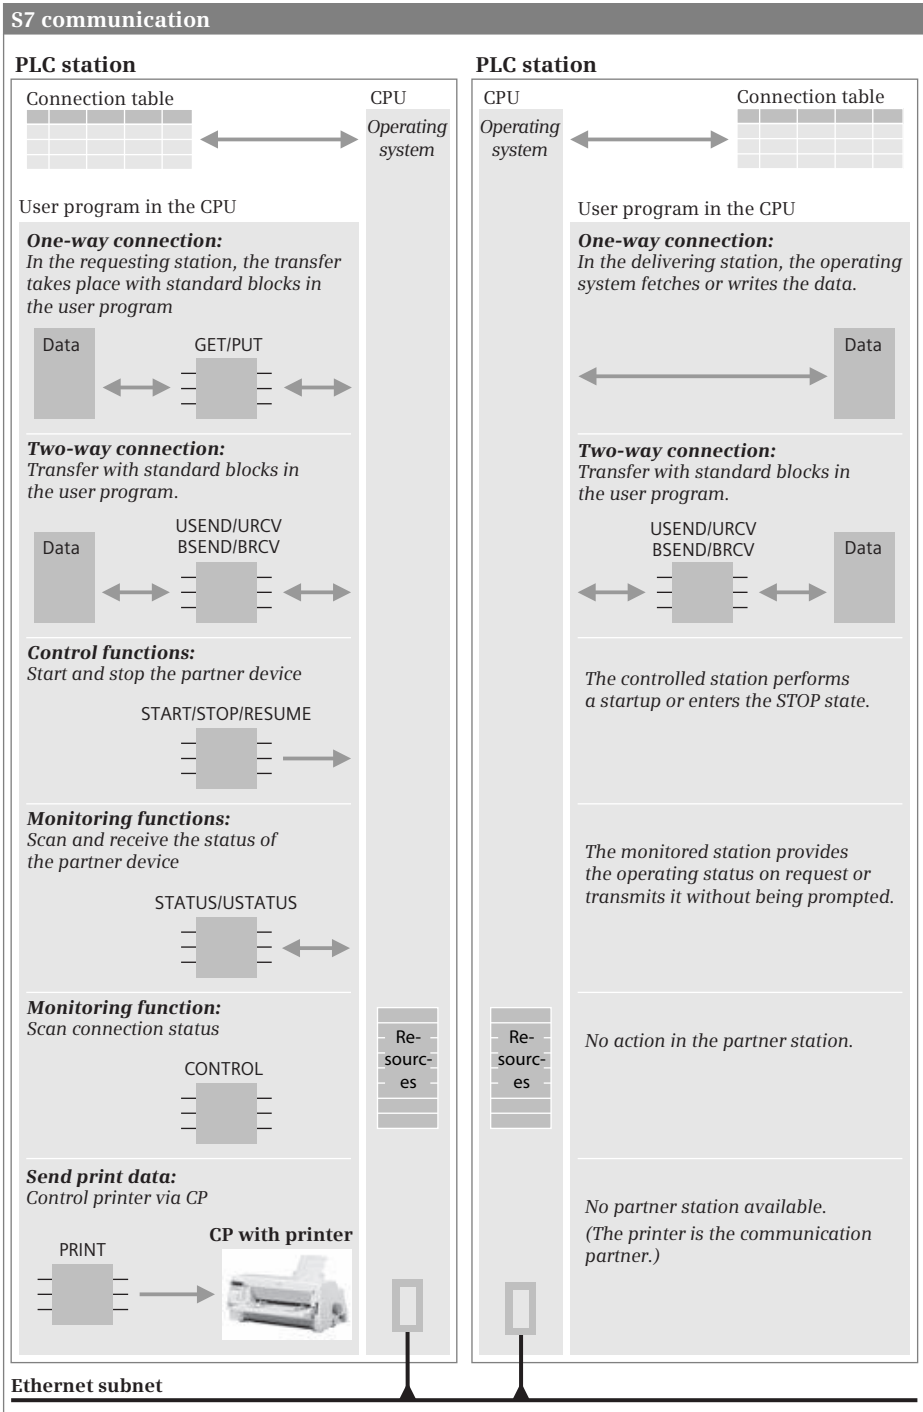 S7 communication
PLC station
Connection table
CPU
Operating
system
User program in the CPU
One-way connection:
In the requesting station, the transfer
takes place with standard blocks in
the user program
Data
GET/PUT
Two-way connection:
Transfer with standard blocks in
the user program.
Data
USEND/URCV
BSEND/BRCV
Control functions:
Start and stop the partner device
START/STOP/RESUME
Monitoring functions:
Scan and receive the status of
the partner device
STATUS/USTATUS
Monitoring function:
Scan connection status
CONTROL
Re-
sourc-
es
Send print data:
Control printer via CP
PRINT
CP with printer
PLC station
CPU
Operating
system
Connection table
User program in the CPU
One-way connection:
In the delivering station, the operating
system fetches or writes the data.
Data
Two-way connection:
Transfer with standard blocks in
the user program.
USEND/URCV
BSEND/BRCV
Data
The controlled station performs
a startup or enters the STOP state.
The monitored station provides
the operating status on request or
transmits it without being prompted.
Re-
sourc-
es
No action in the partner station.
No partner station available.
(The printer is the communication
partner.)
Ethernet subnet